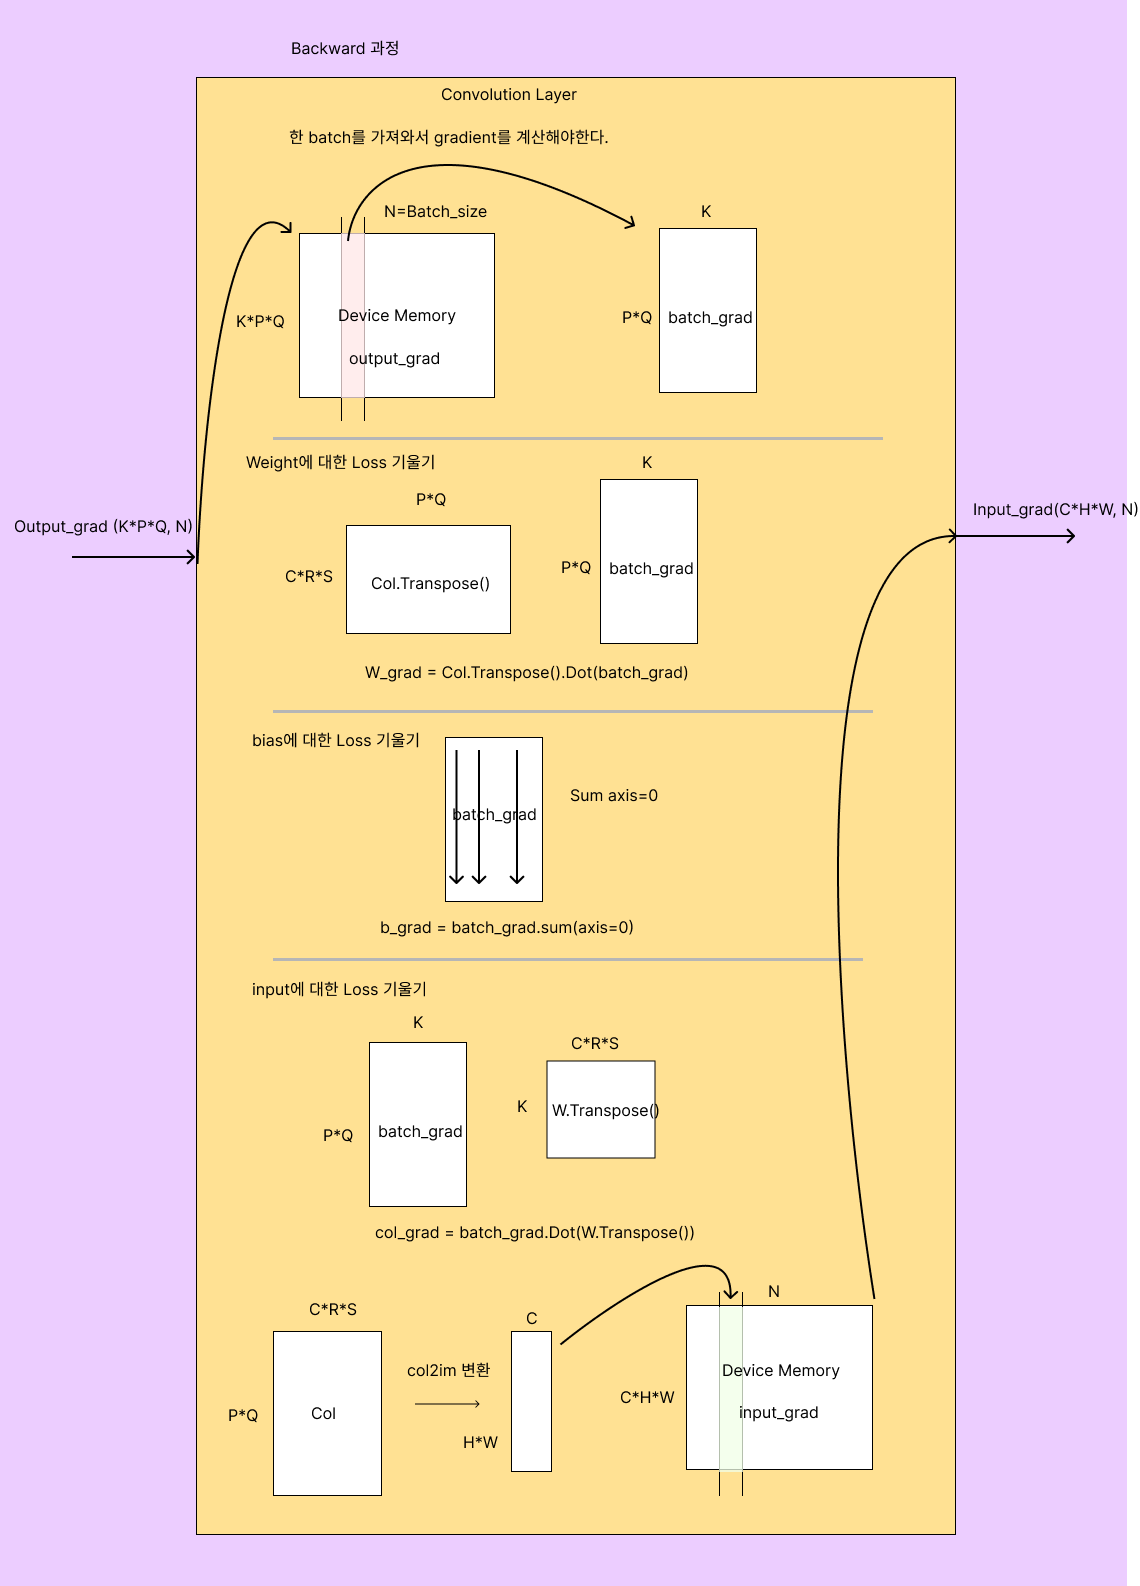 Backward 과정
Convolution Layer
한 batch를 가져와서 gradient를 계산해야한다.
N=Batch_size
K
K*P*Q
Device Memory
output_grad
P*Q
batch_grad
Weight에 대한 Loss 기울기
K
P*Q
Output_grad (K*P*Q, N)
Input_grad(C*H*W, N)
C*R*S
Col.Transpose()
P*Q
batch_grad
W_grad = Col.Transpose().Dot(batch_grad)
bias에 대한 Loss 기울기
Sum axis=0
batch_grad
b_grad = batch_grad.sum(axis=0)
input에 대한 Loss 기울기
K
C*R*S
K
W.Transpose()
P*Q
batch_grad
col_grad = batch_grad.Dot(W.Transpose())
C*R*S
C
N
col2im 변환
Device Memory
C*H*W
P*Q
Col
input_grad
H*W